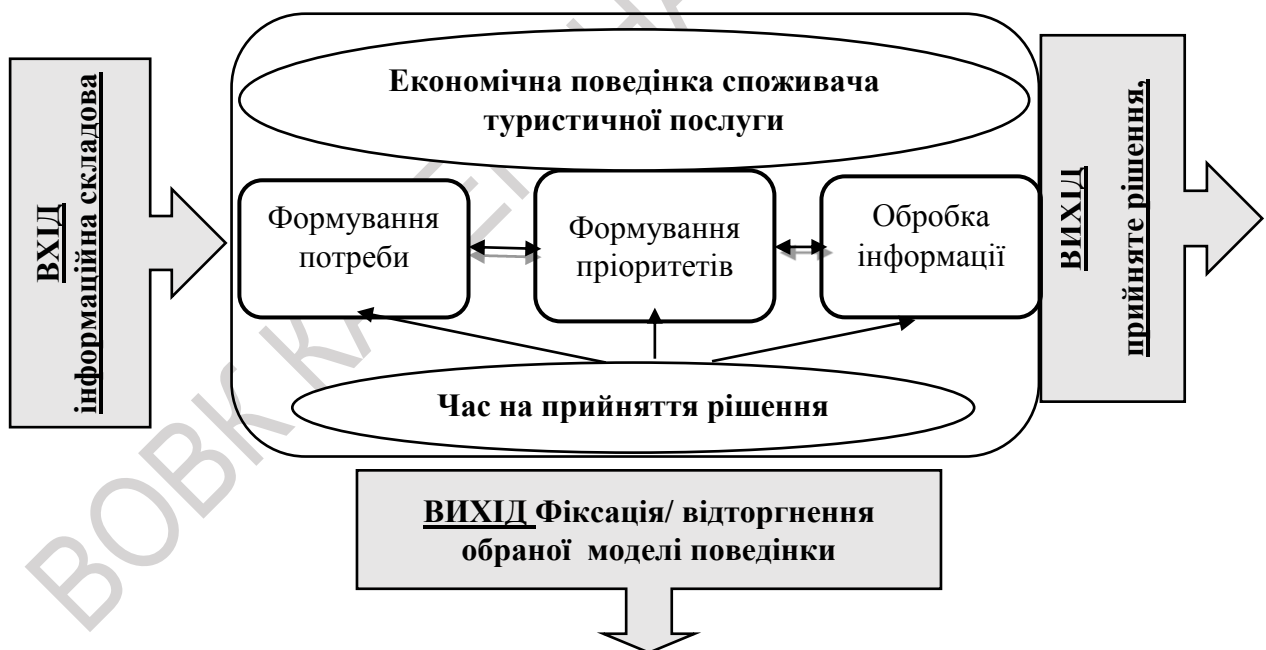 ВХІД
інформаційна складова
Економічна поведінка споживача
туристичної послуги
Формування
потреби
Формування
пріоритетів
Обробка
інформації
Час на прийняття рішення
ВИХІД
прийняте рішення,
ВИХІД Фіксація/ відторгнення
обраної моделі поведінки
ВОВК